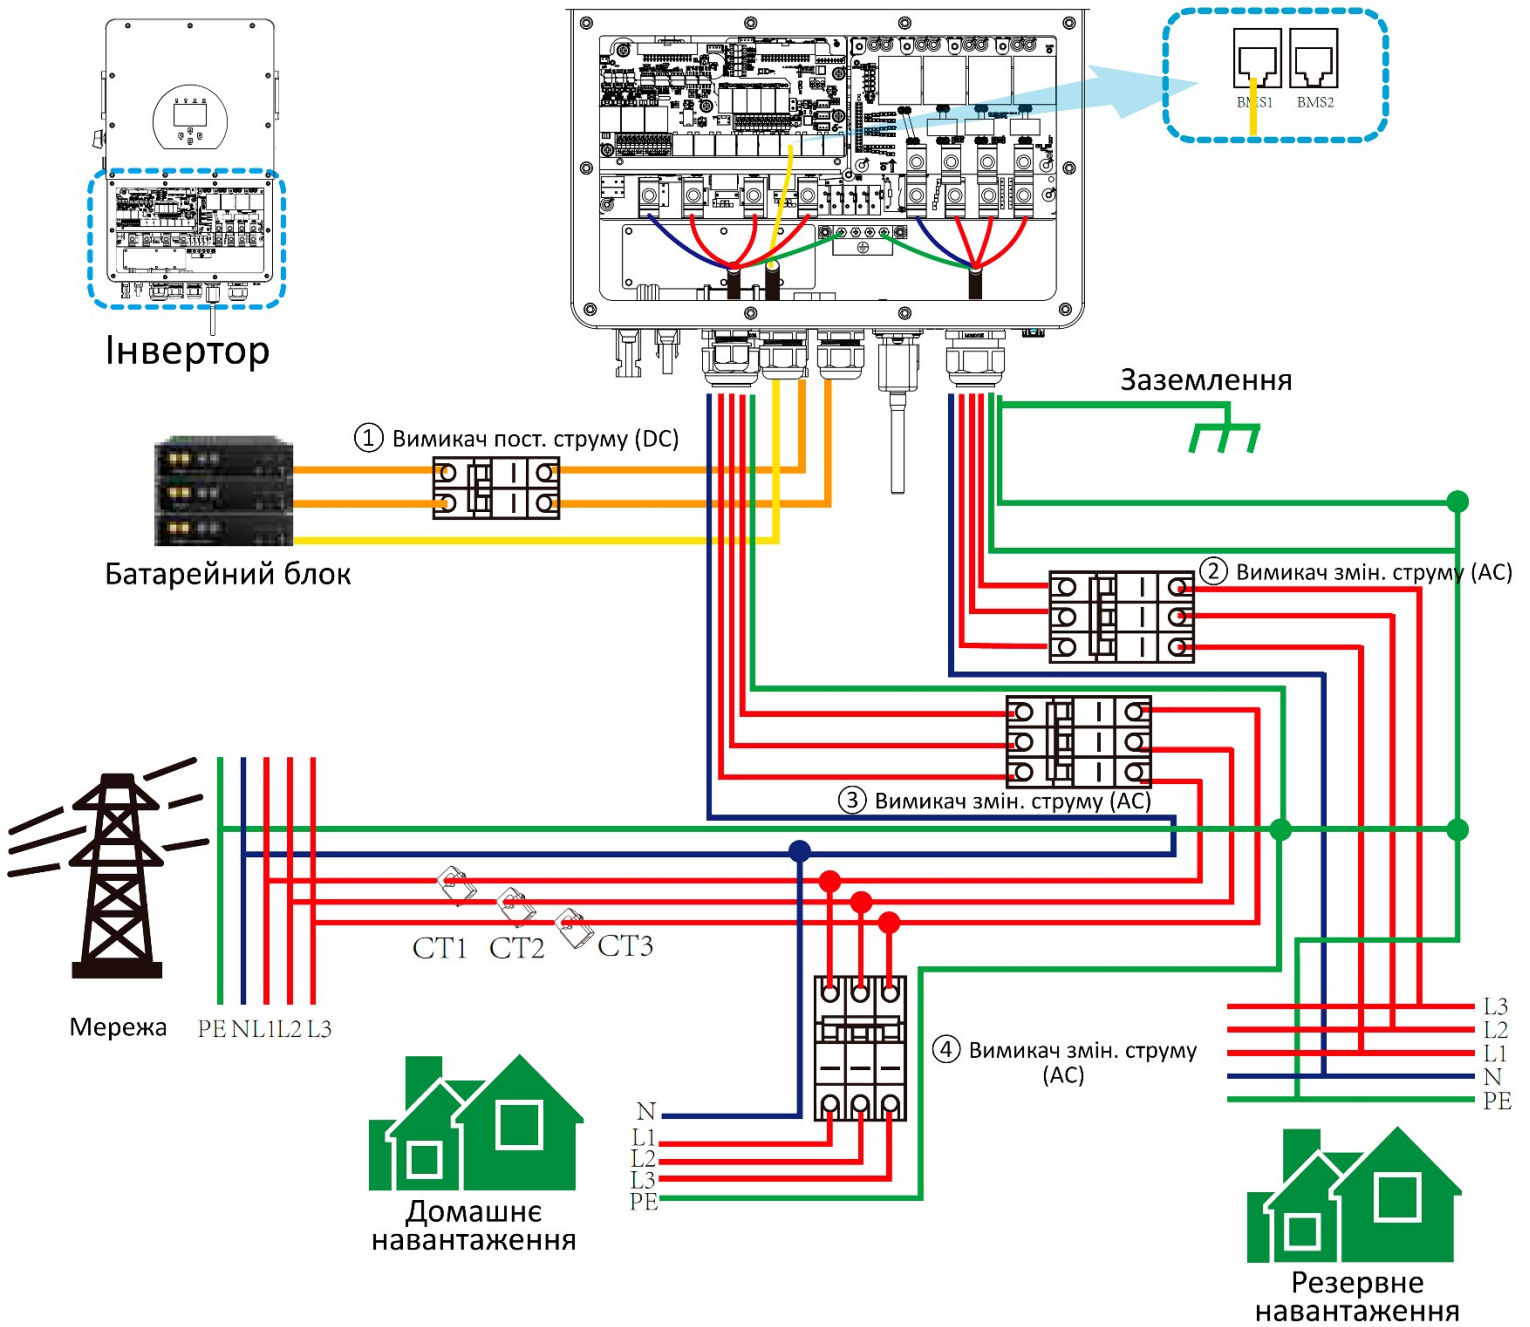 BMS1 BMS2
Інвертор
Заземлення
① Вимикач пост. струму (DC)
Батарейний блок
② Вимикач змін. струму (AC)
③ Вимикач змін. струму (AC)
CT1 CT2 CT3
Мережа
PE N L1 L2 L3
④ Вимикач змін. струму
(AC)
L3
L2
L1
N
PE
N
L1
L2
L3
PE
Домашнє
навантаження
Резервне
навантаження